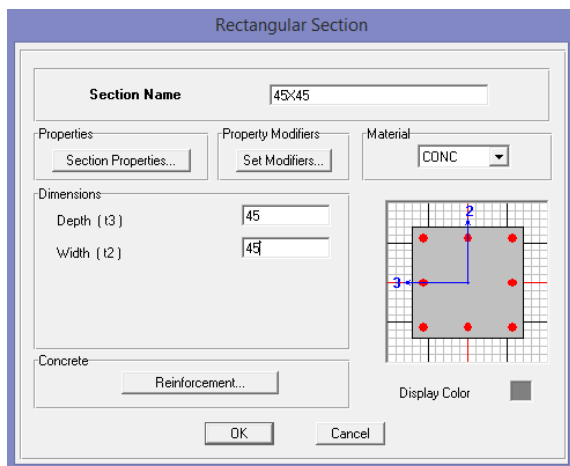 Rectangular Section
Section Name 45X45
Properties Property Modifiers Material
Section Properties... Set Modifiers... CONC
Dimensions
Depth ( t3 ) 45
Width ( t2 ) 45
2
3
Concrete
Reinforcement...
Display Color
OK Cancel